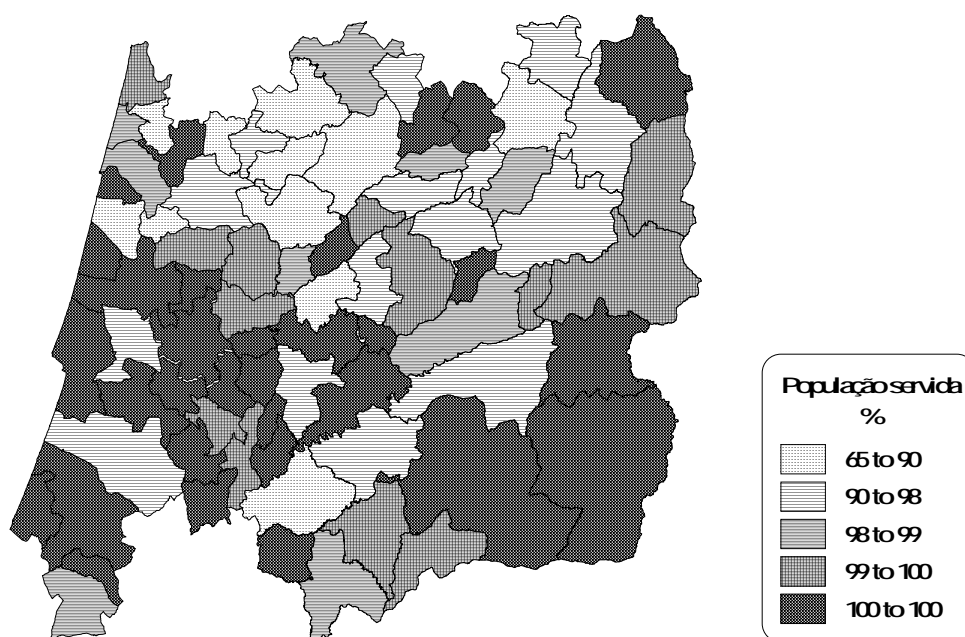 População servida
%
65 to 90
90 to 98
98 to 99
99 to 100
100 to 100